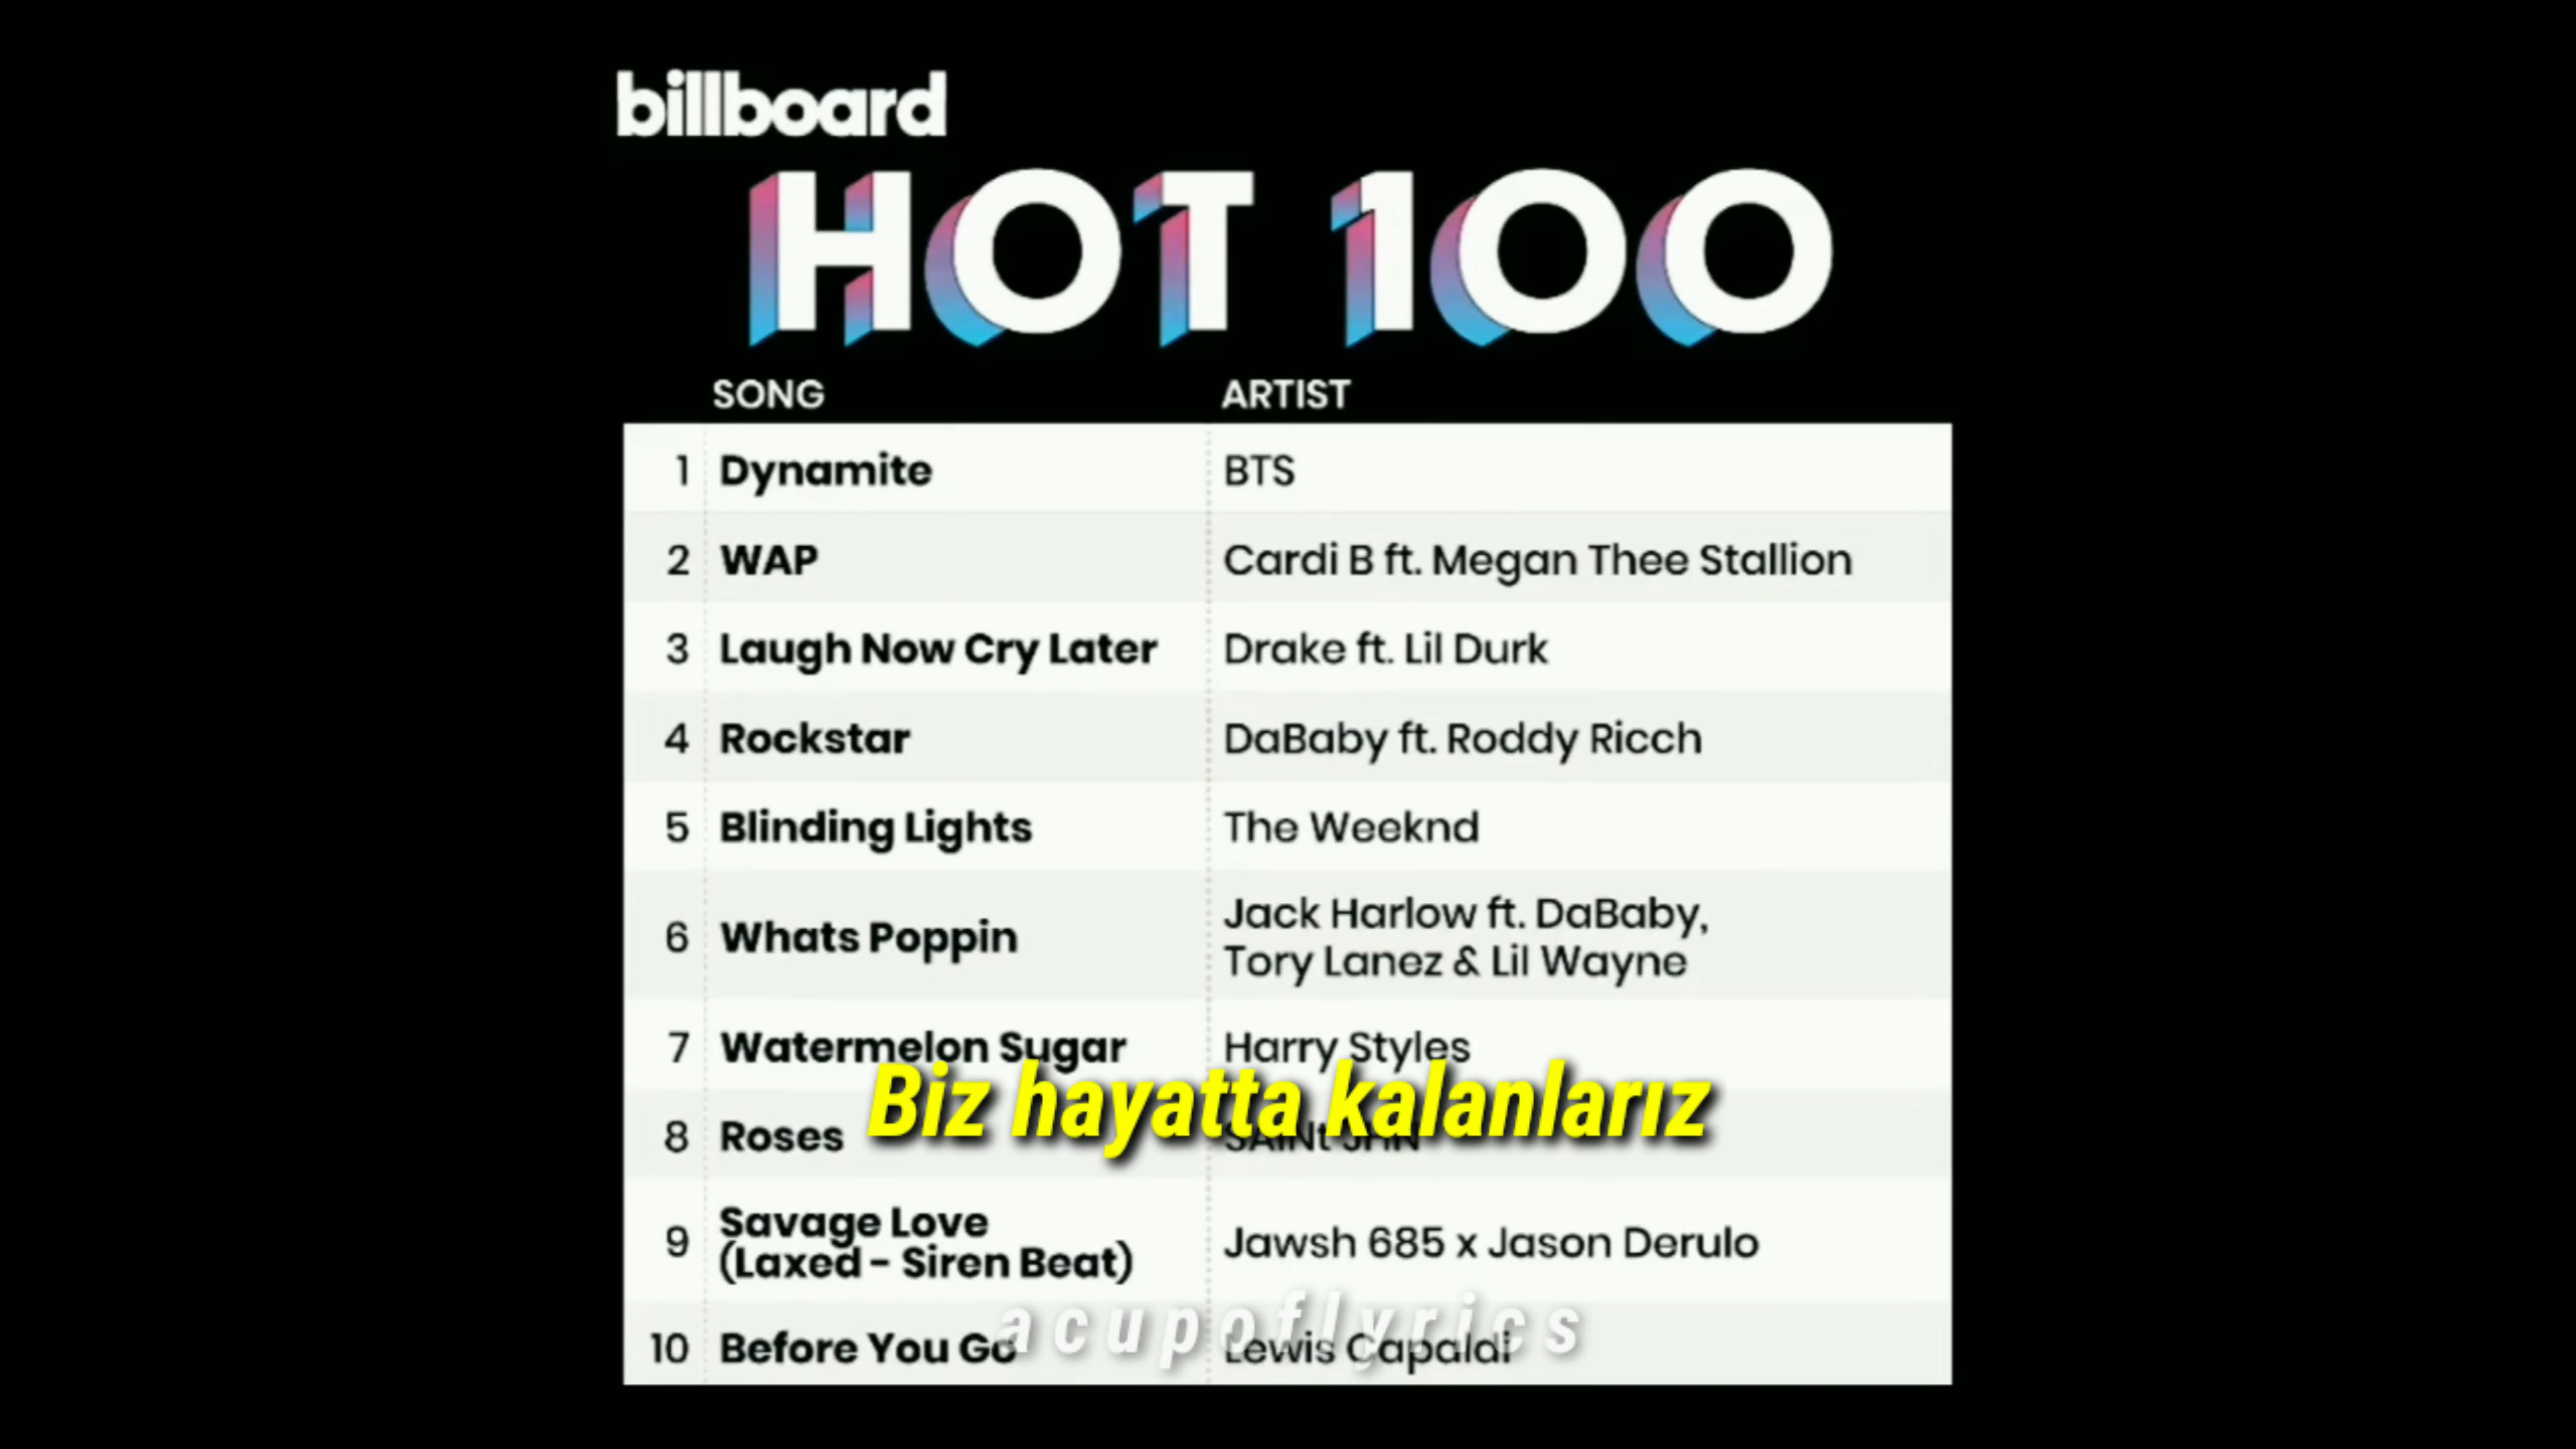 billboard
HOT 100
SONG ARTIST
1 Dynamite BTS
2 WAP Cardi B ft. Megan Thee Stallion
3 Laugh Now Cry Later Drake ft. Lil Durk
4 Rockstar DaBaby ft. Roddy Ricch
5 Blinding Lights The Weeknd
6 Whats Poppin Jack Harlow ft. DaBaby,
Tory Lanez & Lil Wayne
7 Watermelon Sugar Harry Styles
Biz hayatta kalanlarız
8 Roses SAINt JHN
9 Savage Love
(Laxed - Siren Beat) Jawsh 685 x Jason Derulo
acupoflyrics
10 Before You Go Lewis Capaldi